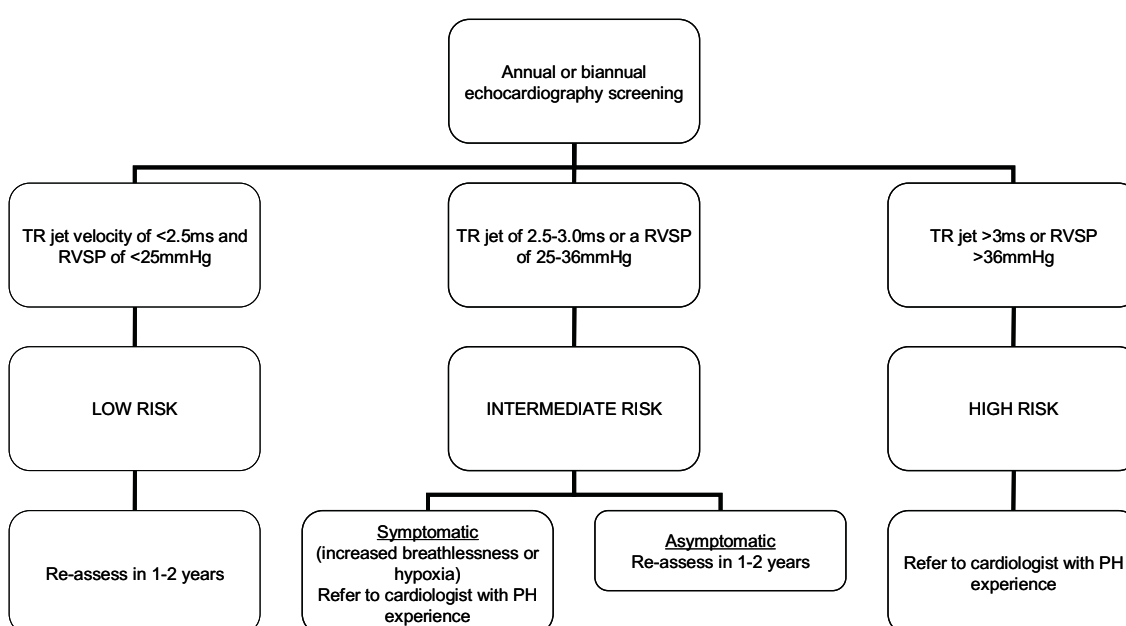 Annual or biannual
echocardiography screening
TR jet velocity of <2.5ms and
RVSP of <25mmHg
TR jet of 2.5-3.0ms or a RVSP
of 25-36mmHg
TR jet >3ms or RVSP
>36mmHg
LOW RISK
INTERMEDIATE RISK
HIGH RISK
Re-assess in 1-2 years
Symptomatic
(increased breathlessness or
hypoxia)
Refer to cardiologist with PH
experience
Asymptomatic
Re-assess in 1-2 years
Refer to cardiologist with PH
experience